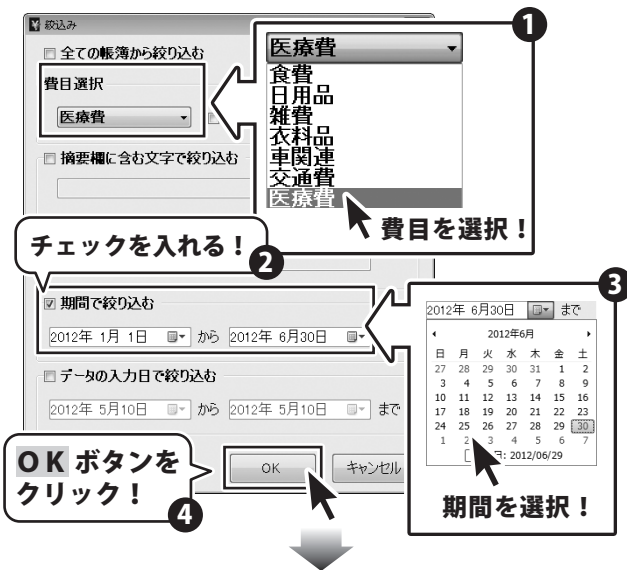 絞込み
全ての帳簿から絞り込む
費目選択
医療費
摘要欄に含む文字で絞り込む
1
医療費
食費
日用品
雑費
衣料品
車関連
交通費
医療費
費目を選択！
チェックを入れる！
2
期間で絞り込む
2012年 1月 1日 から 2012年 6月30日
データの入力日で絞り込む
2012年 5月10日 から 2012年 5月10日 まで
3
2012年 6月30日 まで
2012年6月
日 月 火 水 木 金 土
27 28 29 30 31 1 2
3 4 5 6 7 8 9
10 11 12 13 14 15 16
17 18 19 20 21 22 23
24 25 26 27 28 29 30
1 2 3 4 5 6 7
日: 2012/06/29
期間を選択！
OK ボタンを
クリック！
4
OK キャンセル